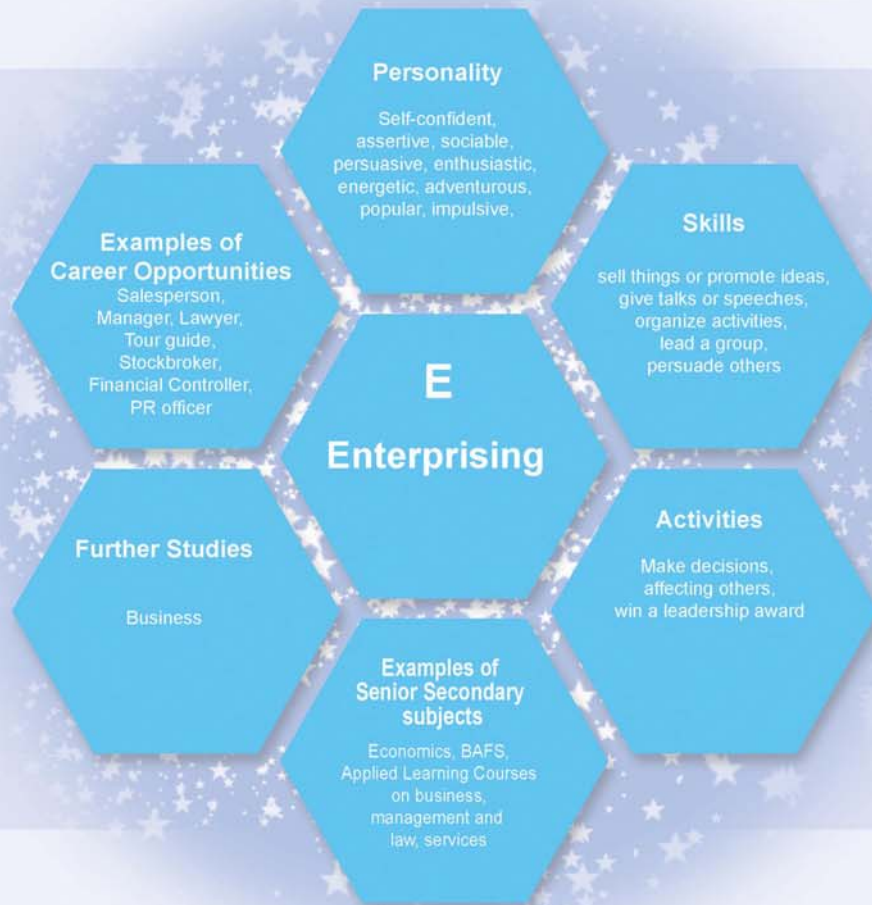 Personality
Self-confident,
assertive, sociable,
persuasive, enthusiastic,
energetic, adventurous,
popular, impulsive,
Examples of
Career Opportunities
Salesperson,
Manager, Lawyer,
Tour guide,
Stockbroker,
Financial Controller,
PR officer
Skills
sell things or promote ideas,
give talks or speeches,
organize activities,
lead a group,
persuade others
E
Enterprising
Further Studies
Business
Activities
Make decisions,
affecting others,
win a leadership award
Examples of
Senior Secondary
subjects
Economics, BAFS,
Applied Learning Courses
on business,
management and
law, services